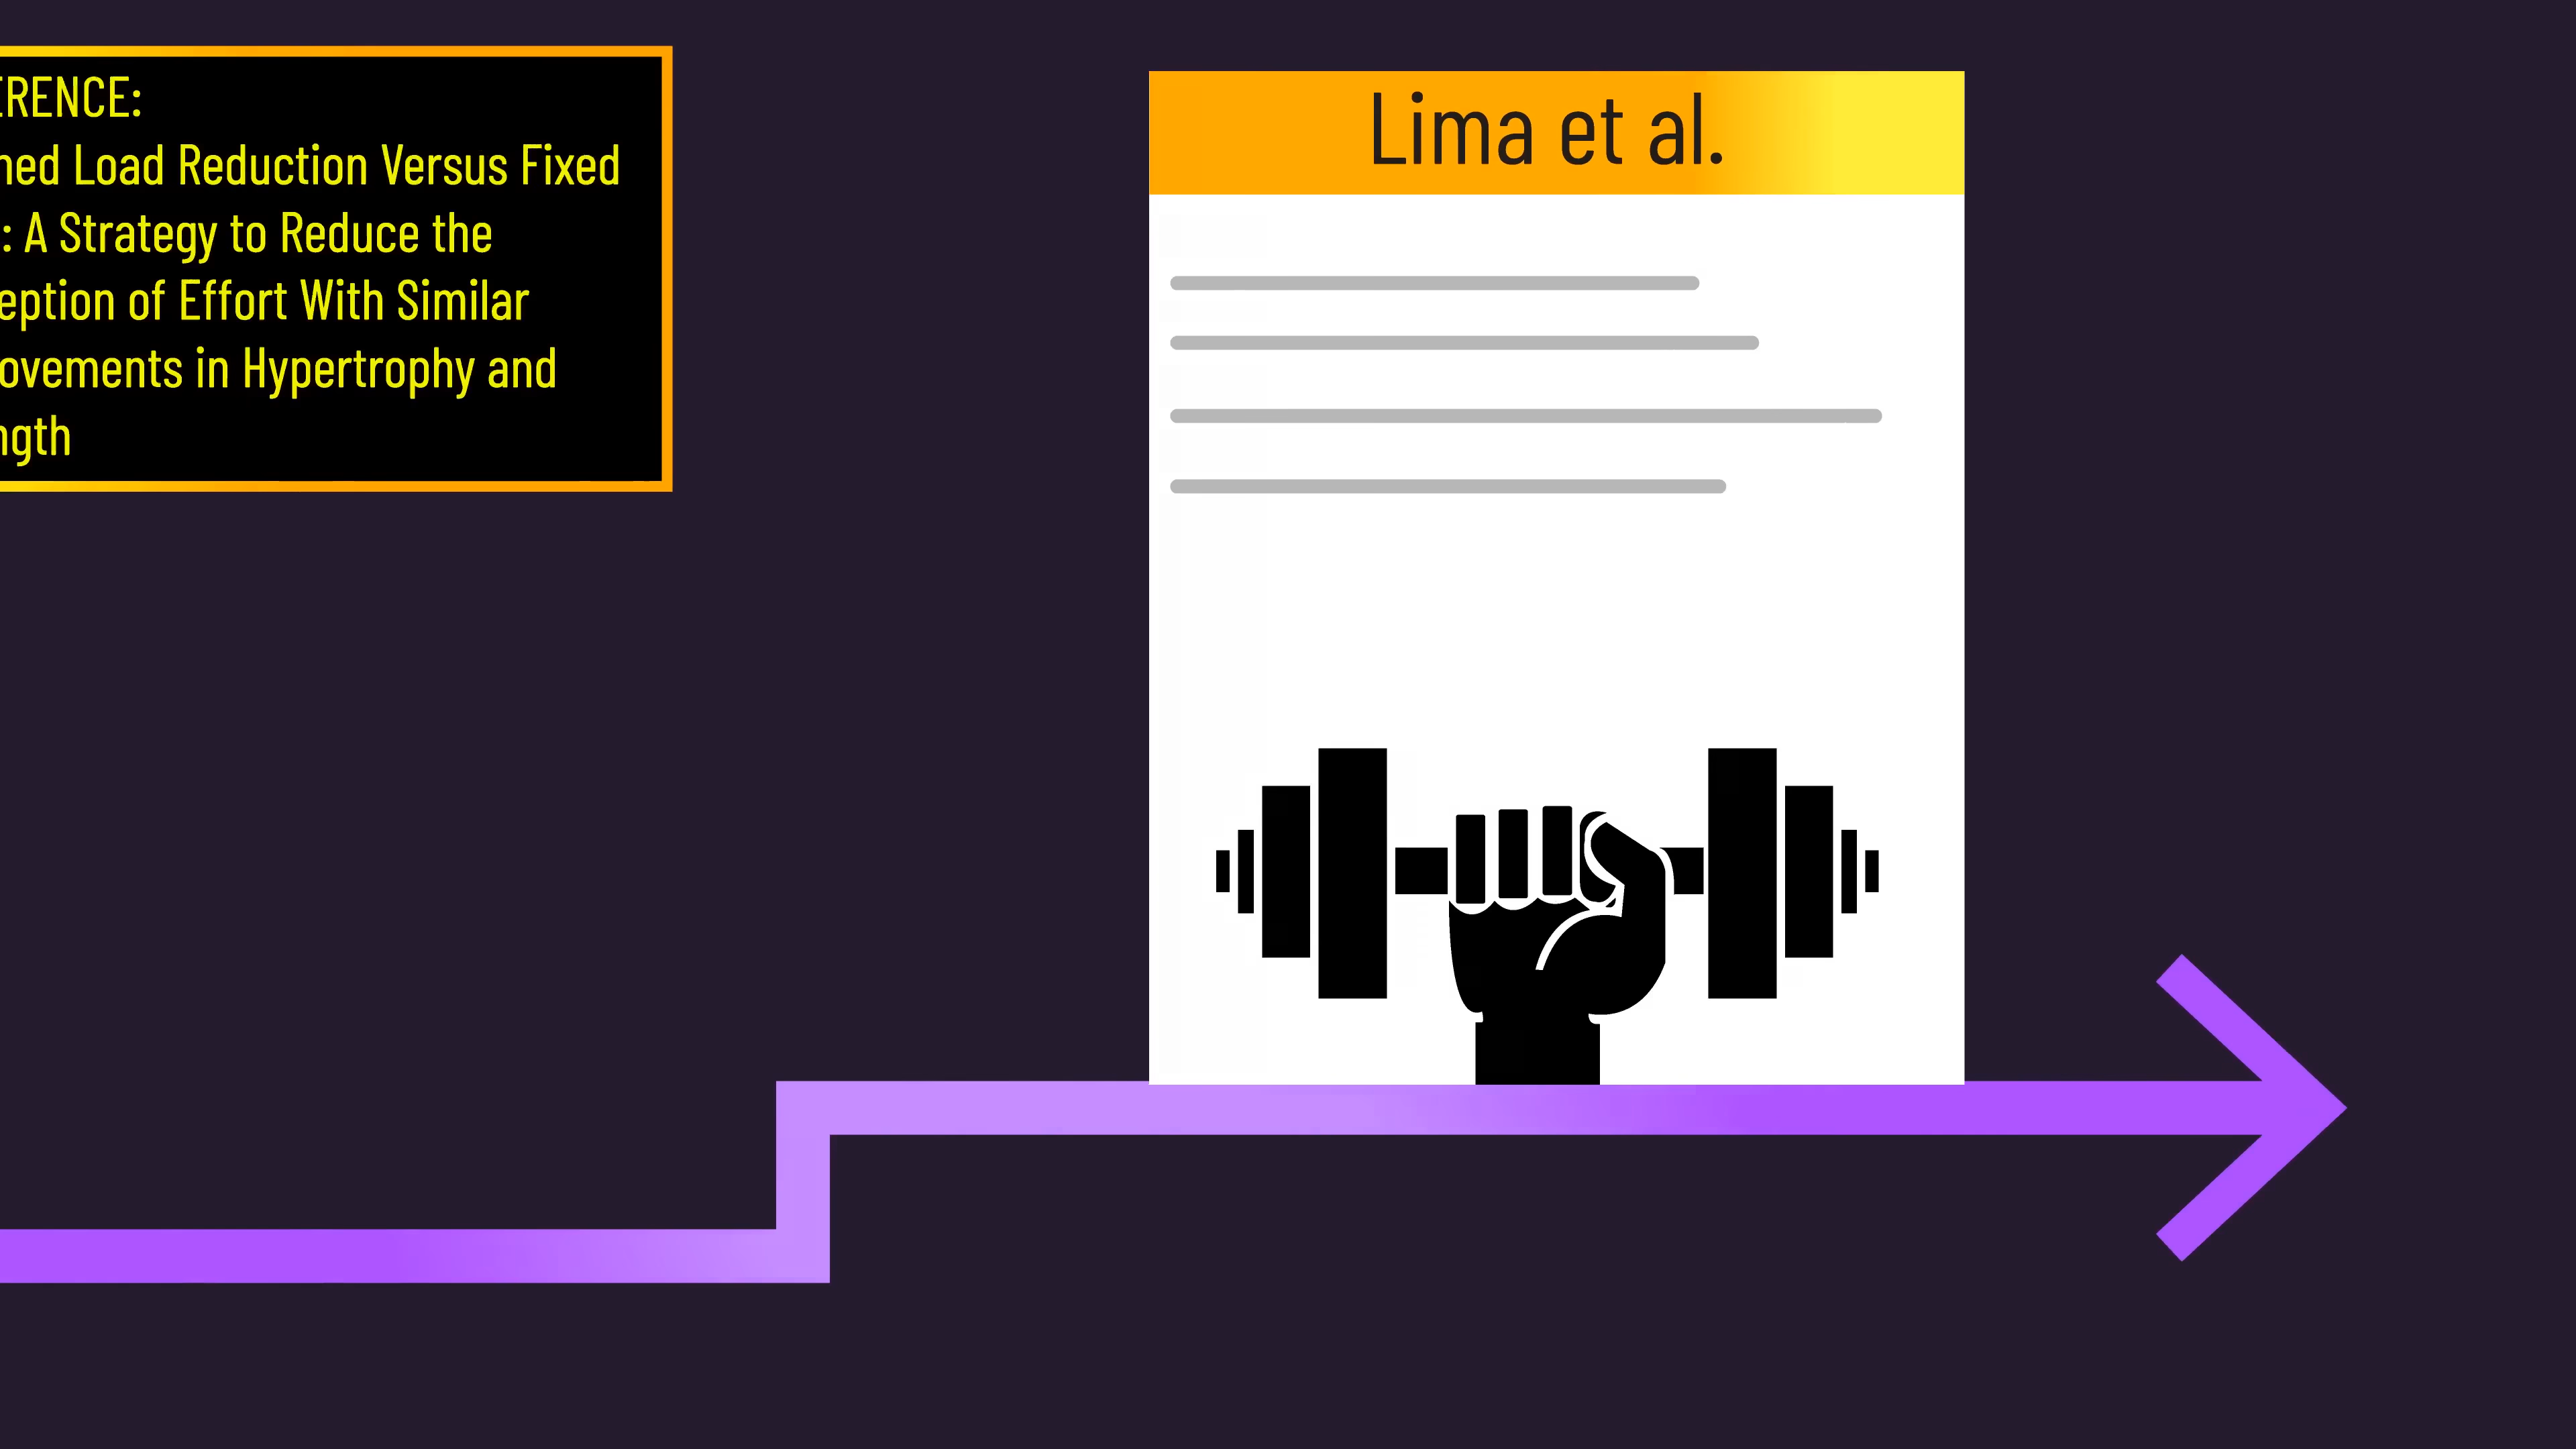 ERENCE:
ned Load Reduction Versus Fixed
: A Strategy to Reduce the
eption of Effort With Similar
ovements in Hypertrophy and
ngth
Lima et al.